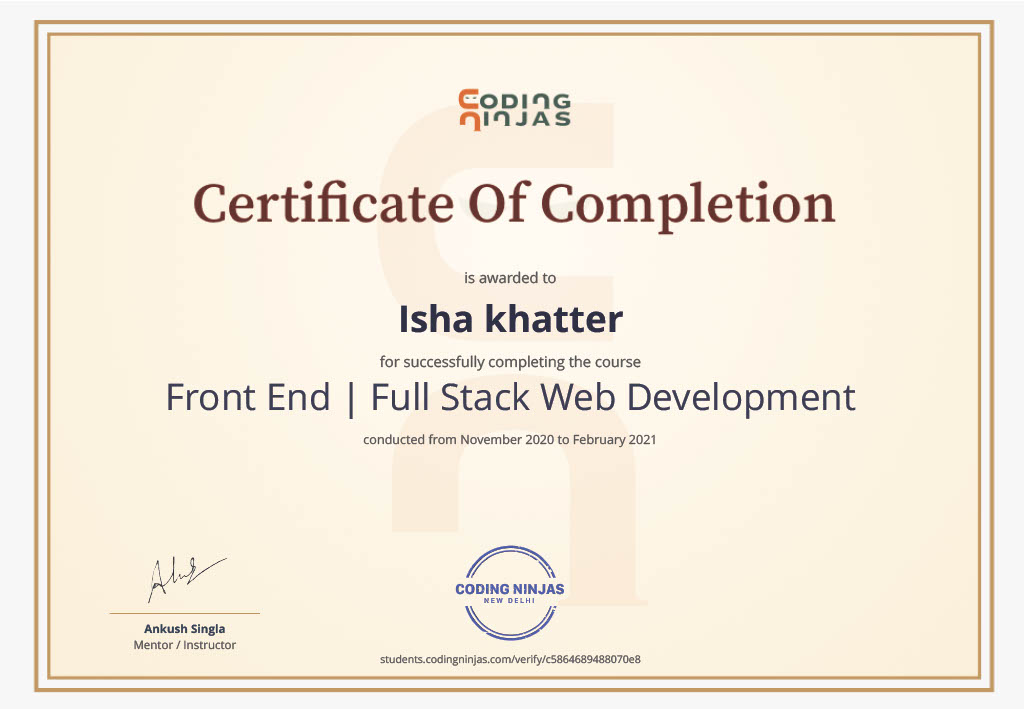 CODING
NINJAS
Certificate Of Completion
is awarded to
Isha khatter
for successfully completing the course
Front End | Full Stack Web Development
conducted from November 2020 to February 2021
Ankush Singla
Mentor / Instructor
CODING NINJAS
NEW DELHI
students.codingninjas.com/verify/c5864689488070e8